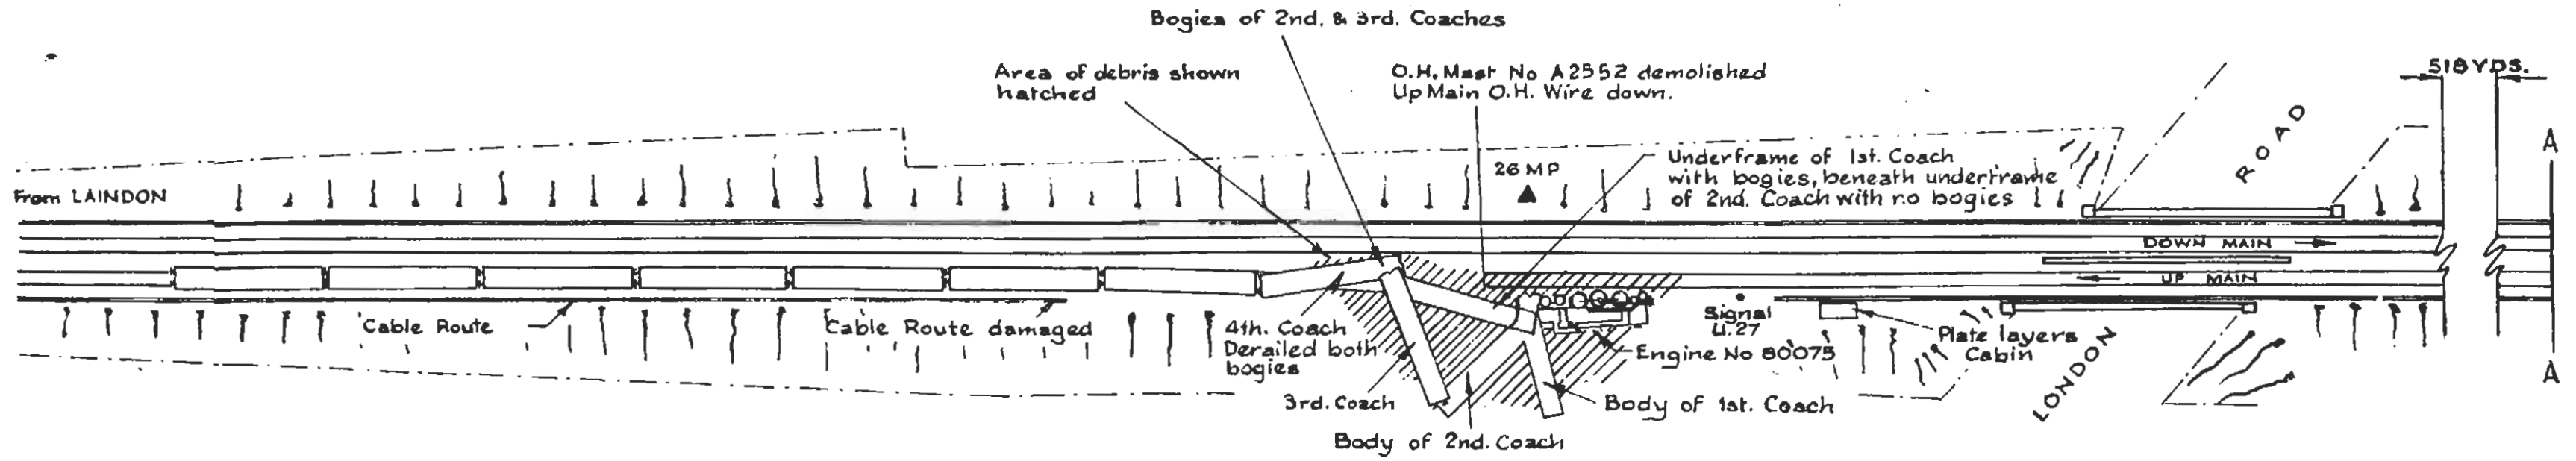 Bogies of 2nd. & 3rd. Coaches
Area of debris shown
hatched
O.H. Mast No A2552 demolished
Up Main O.H. Wire down.
518 YDS.
From LAINDON
26 MP
Underframe of 1st. Coach
with bogies, beneath underframe
of 2nd. Coach with no bogies
ROAD
A
DOWN MAIN
UP MAIN
Cable Route
Cable Route damaged
4th. Coach
Derailed both
bogies
Signal
U.27
Engine No 80075
Plate layers
Cabin
LONDON
A
3rd. Coach
Body of 1st. Coach
Body of 2nd. Coach